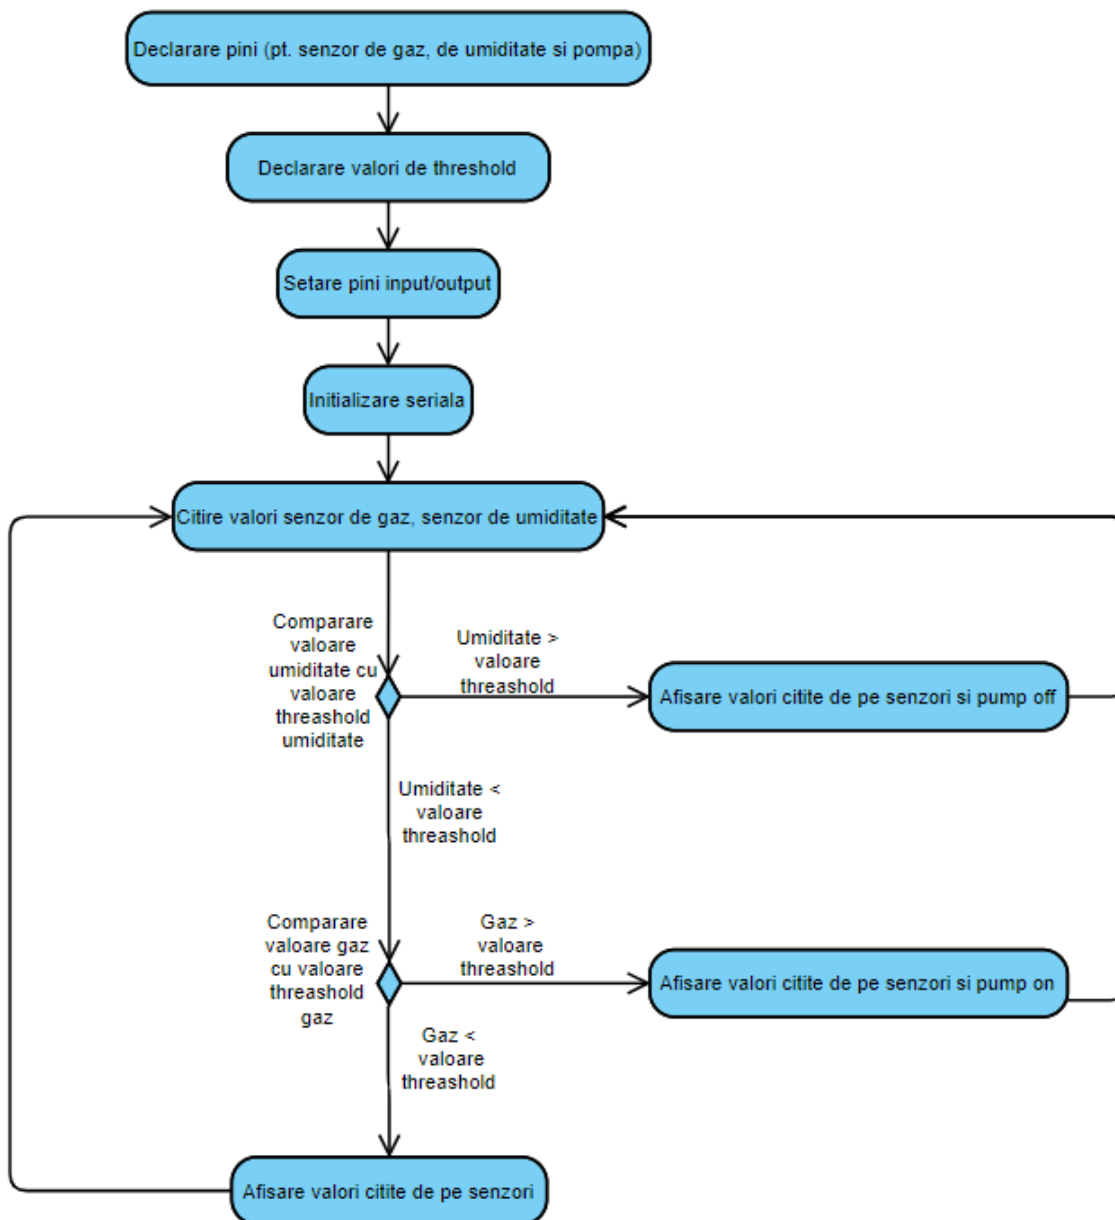 Declarare pini (pt. senzor de gaz, de umiditate si pompa)
Declarare valori de threshold
Setare pini input/output
Initializare seriala
Citire valori senzor de gaz, senzor de umiditate
Comparare
valoare
umiditate cu
valoare
threashold
umiditate
Umiditate >
valoare
threashold
Afisare valori citite de pe senzori si pump off
Umiditate <
valoare
threashold
Comparare
valoare gaz
cu valoare
threashold
gaz
Gaz >
valoare
threashold
Afisare valori citite de pe senzori si pump on
Gaz <
valoare
threashold
Afisare valori citite de pe senzori